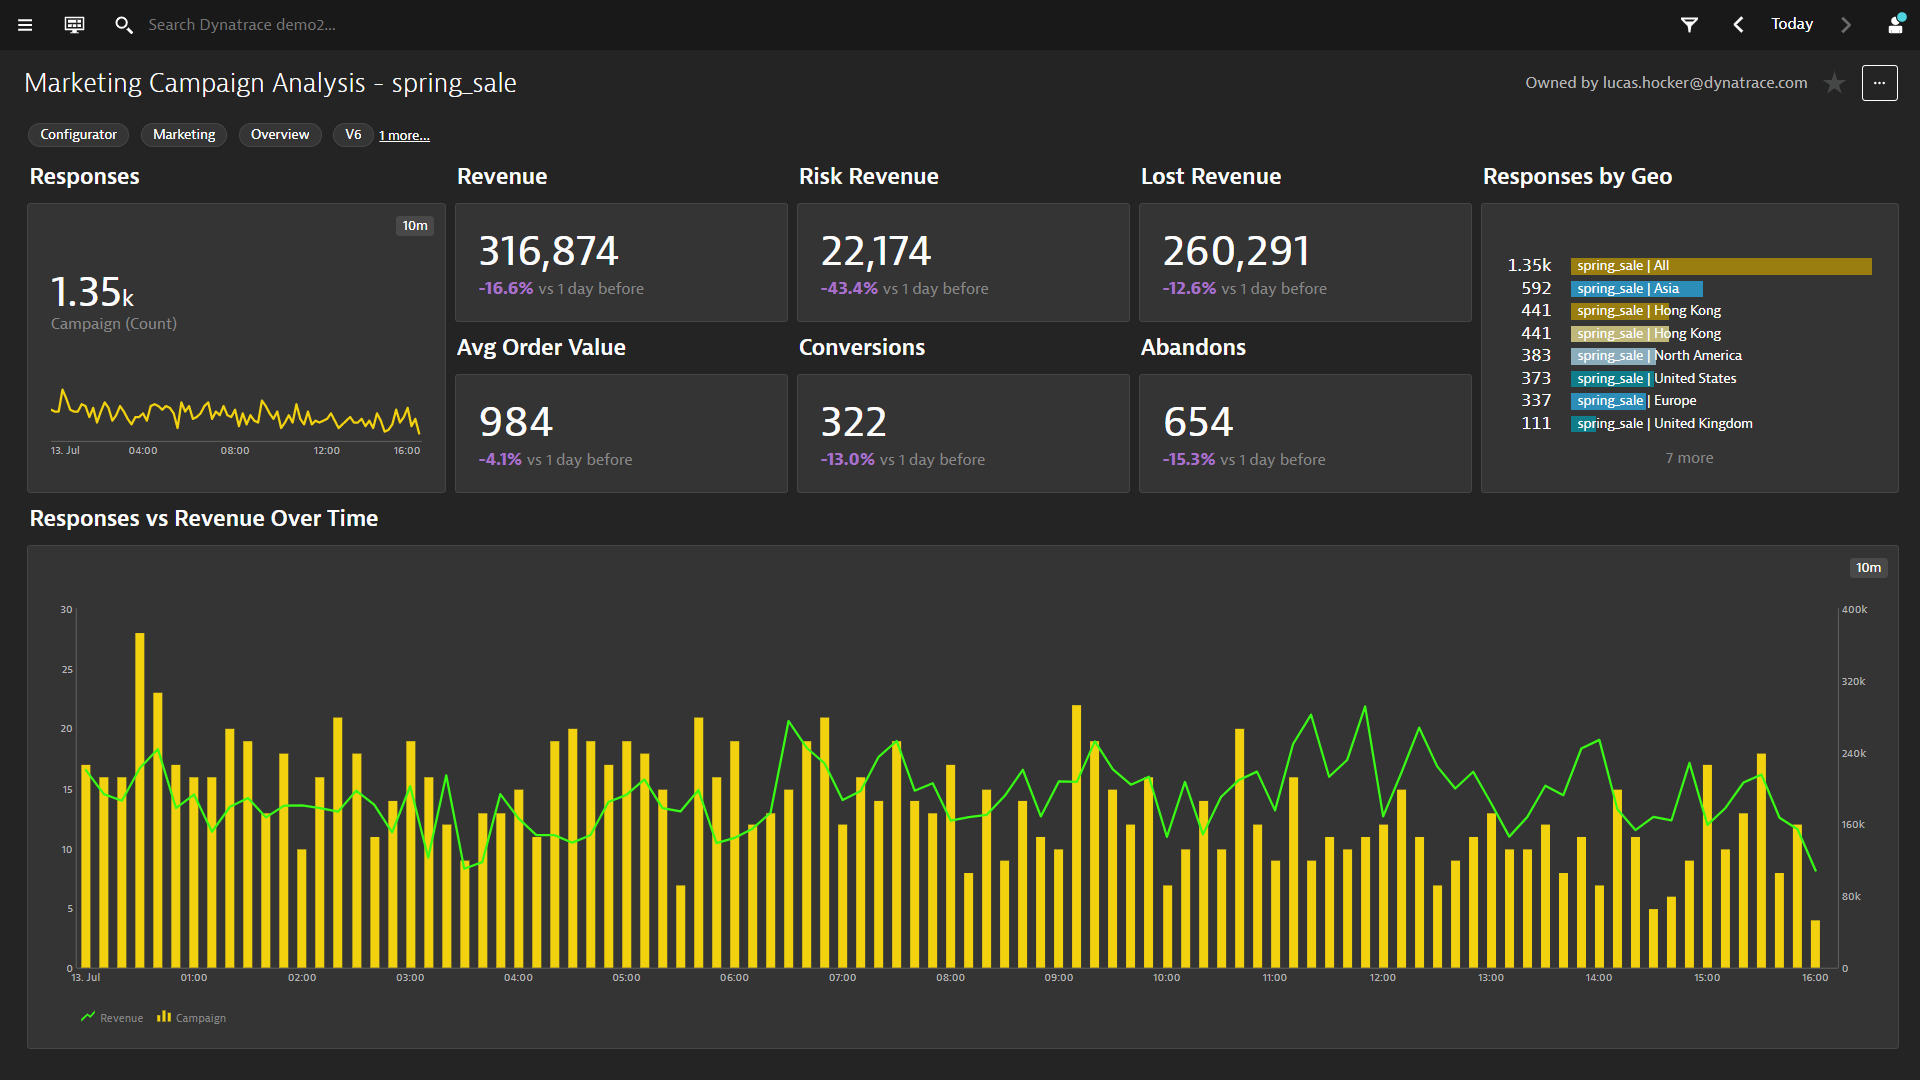 Search Dynatrace demo2...
Today
Marketing Campaign Analysis - spring_sale
Owned by lucas.hocker@dynatrace.com
...
Configurator
Marketing
Overview
V6
1 more...
Responses
10m
1.35k
Campaign (Count)
13. Jul 04:00 08:00 12:00 16:00
Revenue
316,874
-16.6% vs 1 day before
Risk Revenue
22,174
-43.4% vs 1 day before
Lost Revenue
260,291
-12.6% vs 1 day before
Avg Order Value
984
-4.1% vs 1 day before
Conversions
322
-13.0% vs 1 day before
Abandons
654
-15.3% vs 1 day before
Responses by Geo
1.35k spring_sale | All
592 spring_sale | Asia
441 spring_sale | Hong Kong
441 spring_sale | Hong Kong
383 spring_sale | North America
373 spring_sale | United States
337 spring_sale | Europe
111 spring_sale | United Kingdom
7 more
Responses vs Revenue Over Time
10m
30 400k
25
320k
20
240k
15
160k
10
80k
5
0 0
13. Jul 01:00 02:00 03:00 04:00 05:00 06:00 07:00 08:00 09:00 10:00 11:00 12:00 13:00 14:00 15:00 16:00
Revenue Campaign